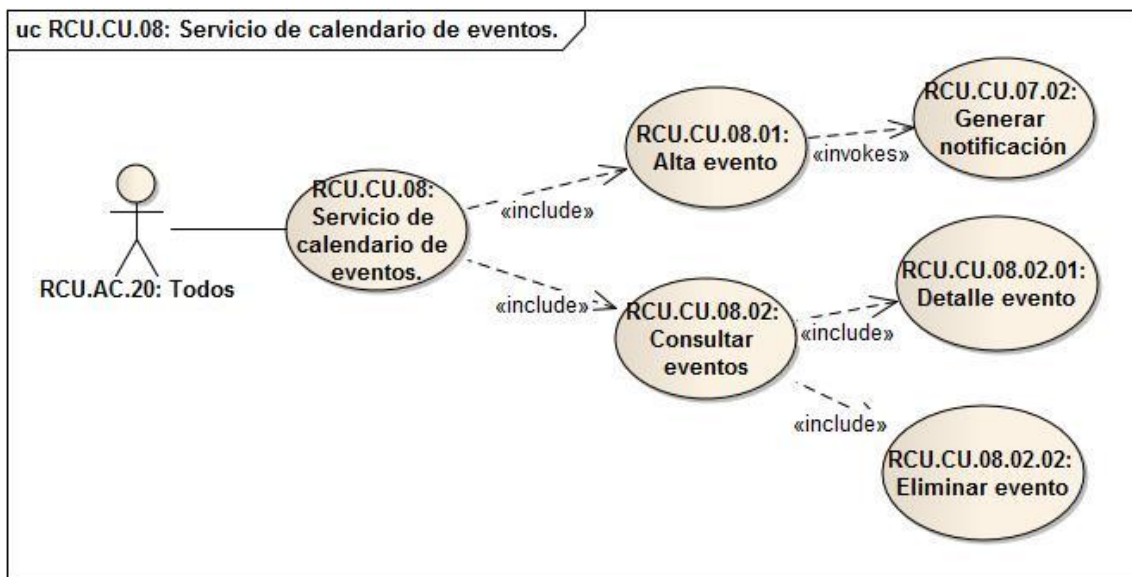 uc RCU.CU.08: Servicio de calendario de eventos.
RCU.CU.07.02:
Generar
notificación
RCU.CU.08.01:
Alta evento
«invokes»
RCU.CU.08:
Servicio de
calendario de
eventos.
«include»
RCU.AC.20: Todos
«include»
RCU.CU.08.02:
Consultar
eventos
RCU.CU.08.02.01:
Detalle evento
«include»
«include»
RCU.CU.08.02.02:
Eliminar evento